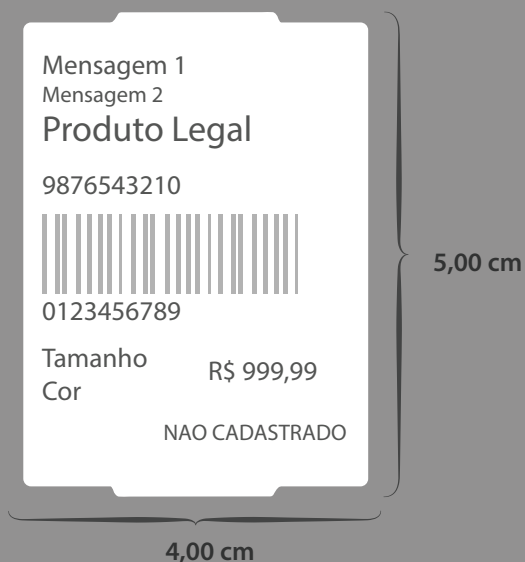 Mensagem 1
Mensagem 2
Produto Legal
9876543210
0123456789
Tamanho
Cor
R$ 999,99
NAO CADASTRADO
5,00 cm
4,00 cm